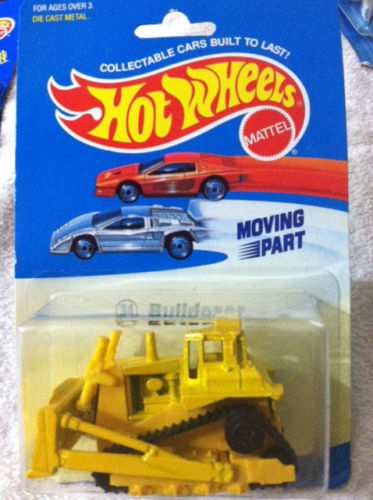 FOR AGES OVER 3.
DIE CAST METAL.
COLLECTABLE CARS BUILT TO LAST!
HOT WHEELS
MATTEL
MOVING
PART
Bulldozer